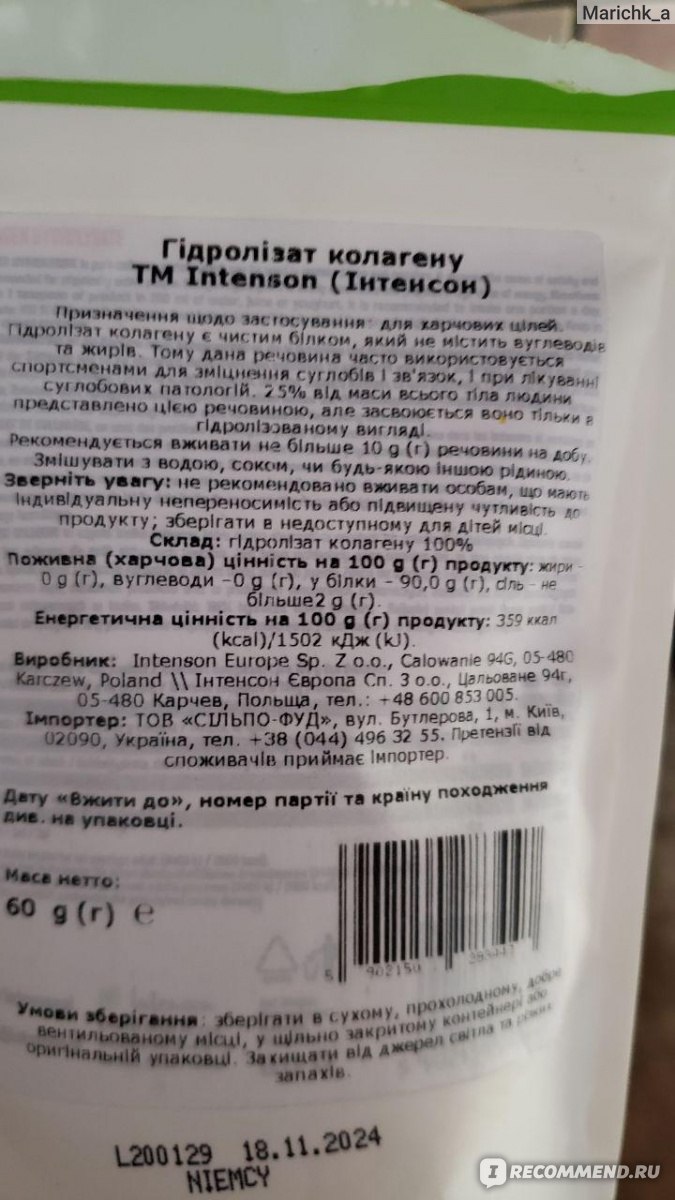 Marichk_a
Гідролізат колагену
ТМ Intenson (Інтенсон)
Призначення щодо застосування: для харчових цілей.
Гідролізат колагену є чистим білком, який не містить вуглеводів
та жирів. Тому дана речовина часто використовується
спортсменами для зміцнення суглобів і зв'язок, і при лікуванні
суглобових патологій. 25% від маси всього тіла людини
представлено цією речовиною, але засвоюється воно тільки в
гідролізованому вигляді.
Рекомендується вживати не більше 10 g (г) речовини на добу.
Змішувати з водою, соком, чи будь-якою іншою рідиною.
Зверніть увагу: не рекомендовано вживати особам, що мають
індивідуальну непереносимість або підвищену чутливість до
продукту; зберігати в недоступному для дітей місці.
Склад: гідролізат колагену 100%
Поживна (харчова) цінність на 100 g (г) продукту: жири -
0 g (г), вуглеводи -0 g (г), у білки - 90,0 g (г), сіль - не
більше2 g (г).
Енергетична цінність на 100 g (г) продукту: 359 ккал
(kcal)/1502 кДж (kJ).
Виробник: Intenson Europe Sp. Z o.o., Calowanie 94G, 05-480
Karczew, Poland \\ Інтенсон Європа Сп. З о.о., Цальоване 94г,
05-480 Карчев, Польща, тел.: +48 600 853 005.
Імпортер: ТОВ «СІЛЬПО-ФУД», вул. Бутлерова, 1, м. Київ,
02090, Україна, тел. +38 (044) 496 32 55. Претензії від
споживачів приймає Імпортер.
Дату «Вжити до», номер партії та країну походження
див. на упаковці.
Маса нетто:
60 g (г) ℮
5 902150 283441
Умови зберігання: зберігати в сухому, прохолодному, добре
вентильованому місці, у щільно закритому контейнері або
оригінальній упаковці. Захищати від джерел світла та різких
запахів.
L200129 18.11.2024
NIEMCY
IRECOMMEND.RU